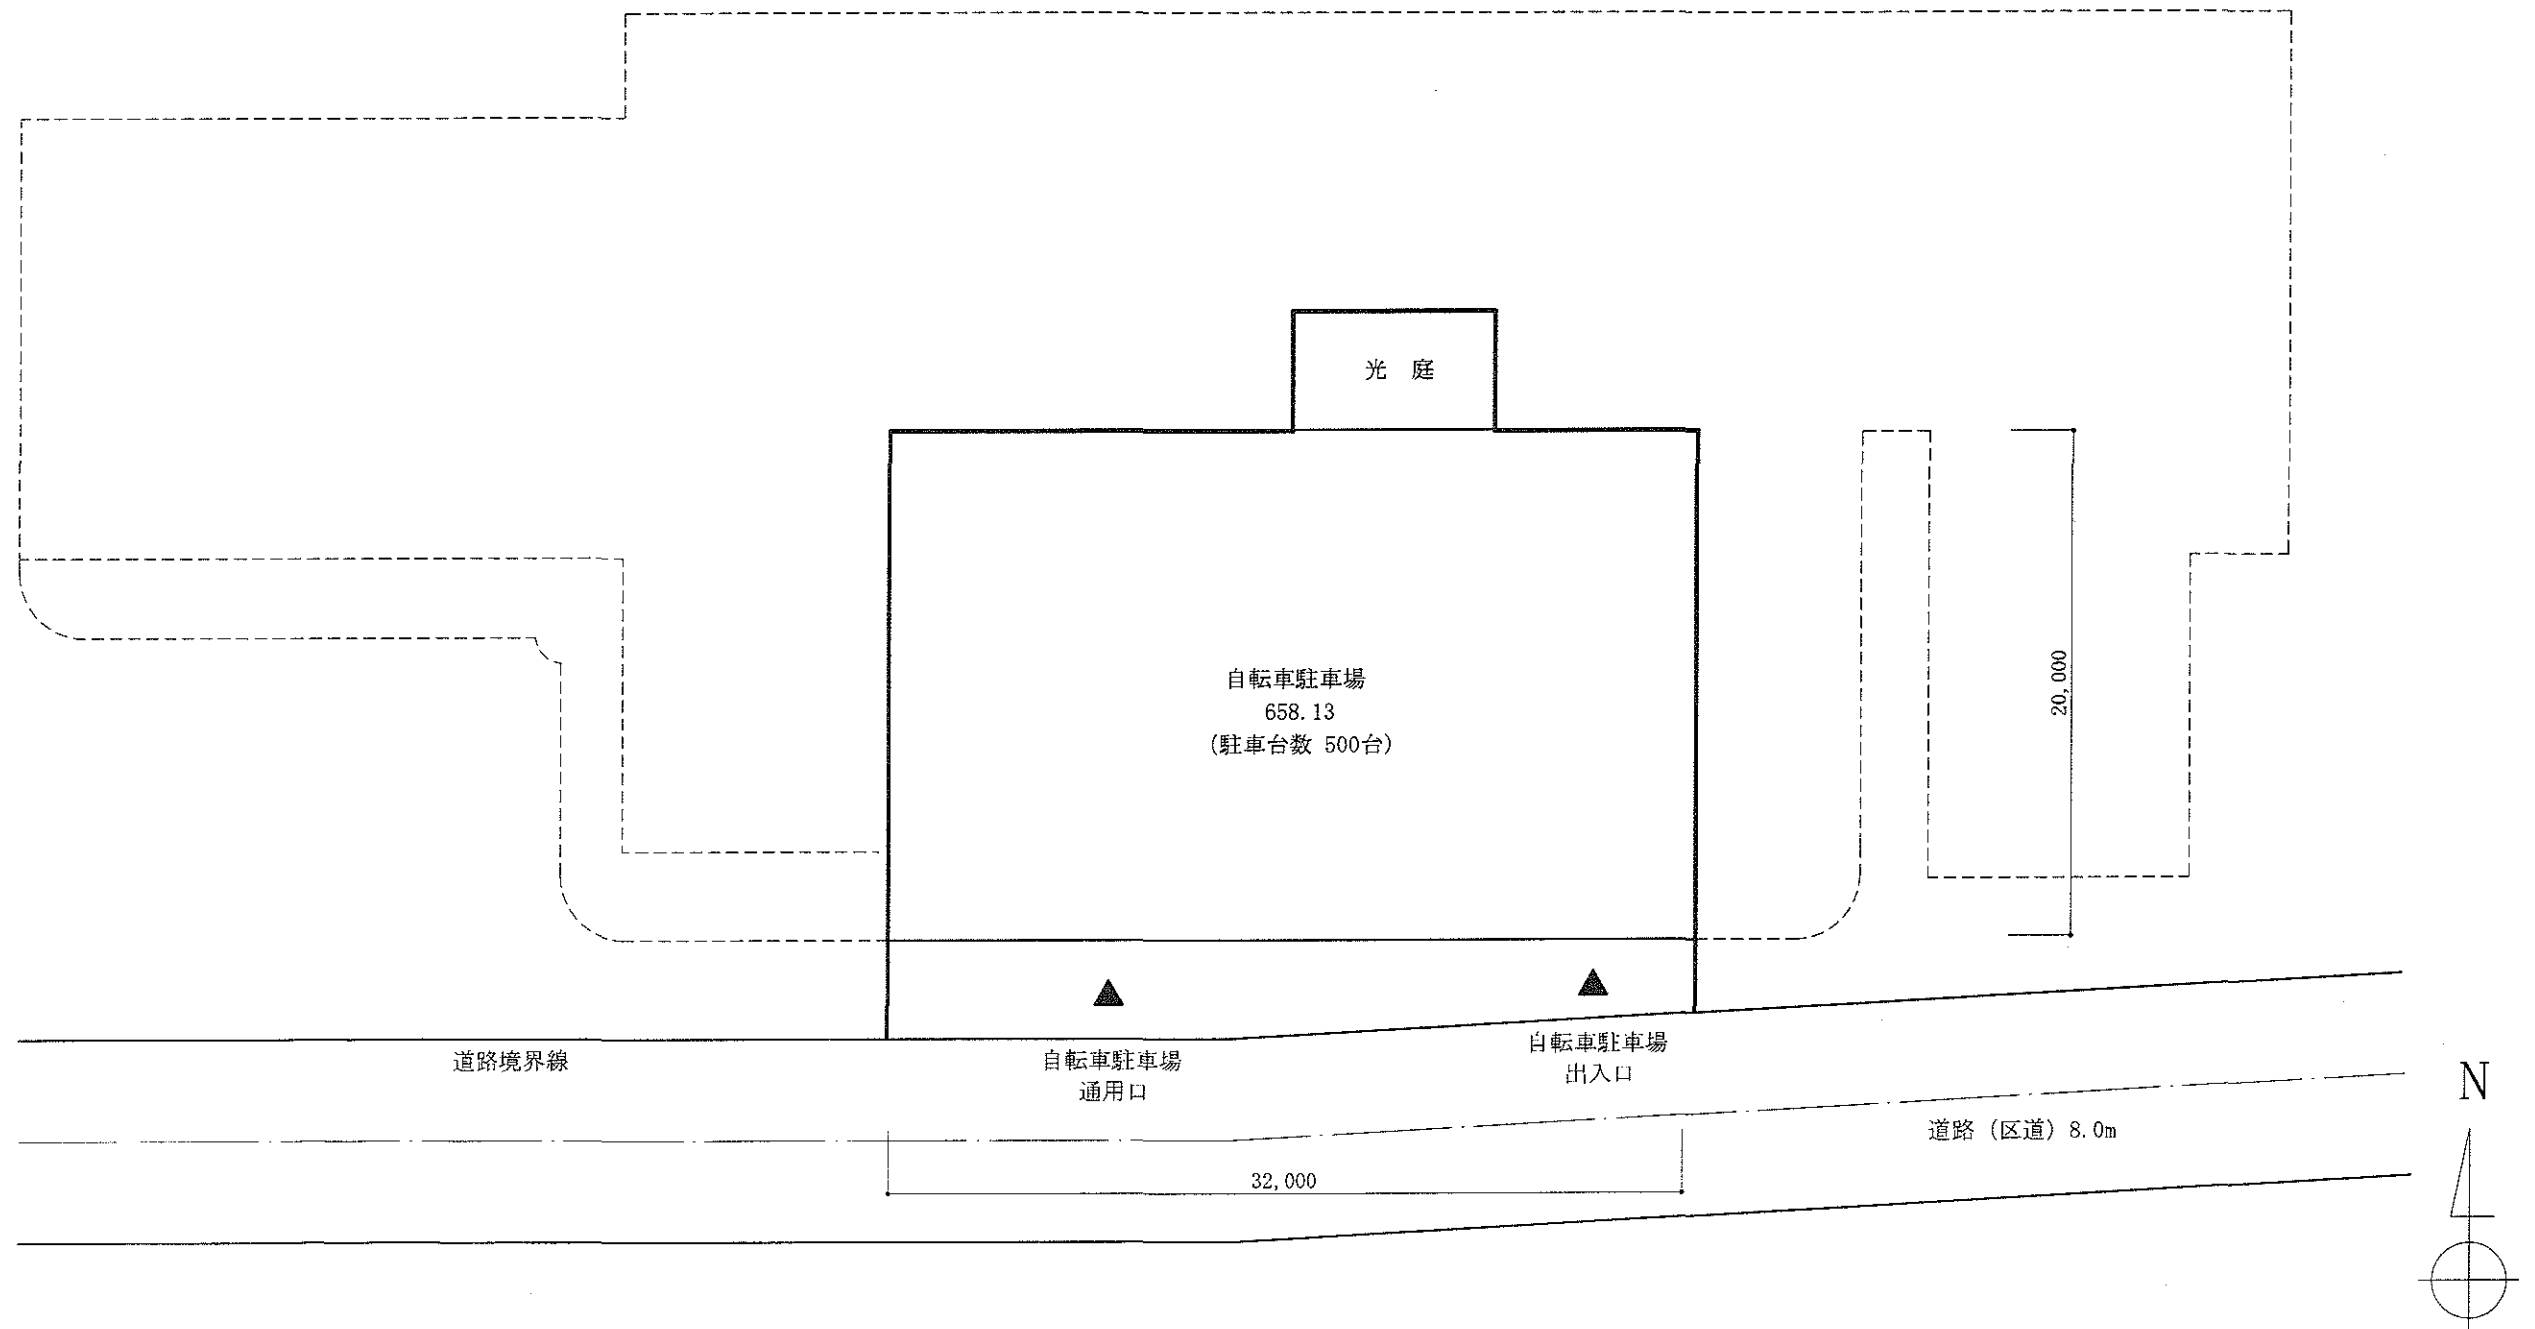 光 庭
自転車駐車場
658.13
(駐車台数 500台)
20,000
道路境界線
自転車駐車場
通用口
自転車駐車場
出入口
N
道路（区道）8.0m
32,000